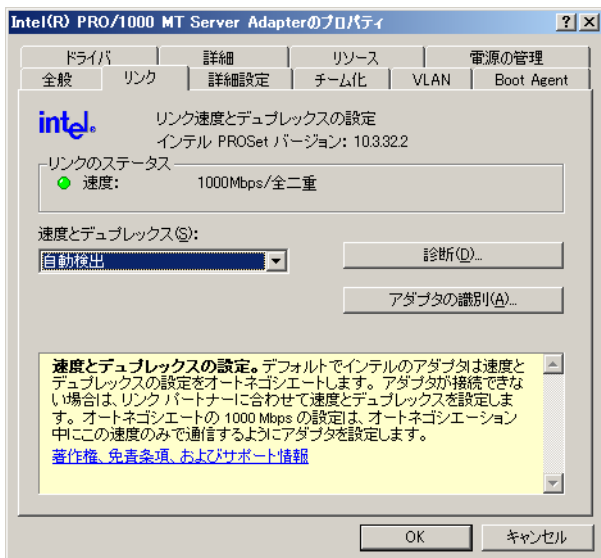 Intel(R) PRO/1000 MT Server Adapterのプロパティ
ドライバ 詳細 リソース 電源の管理
全般 リンク 詳細設定 チーム化 VLAN Boot Agent
intel. リンク速度とデュプレックスの設定
インテル PROSet バージョン: 10.3.32.2
リンクのステータス
速度: 1000Mbps/全二重
速度とデュプレックス(S):
自動検出
診断(D)...
アダプタの識別(A)...
速度とデュプレックスの設定。デフォルトでインテルのアダプタは速度と
デュプレックスの設定をオートネゴシエートします。アダプタが接続できな
い場合は、リンク パートナーに合わせて速度とデュプレックスを設定しま
す。オートネゴシエートの 1000 Mbps の設定は、オートネゴシエーション
中にこの速度のみで通信するようにアダプタを設定します。
著作権、免責条項、およびサポート情報
OK キャンセル